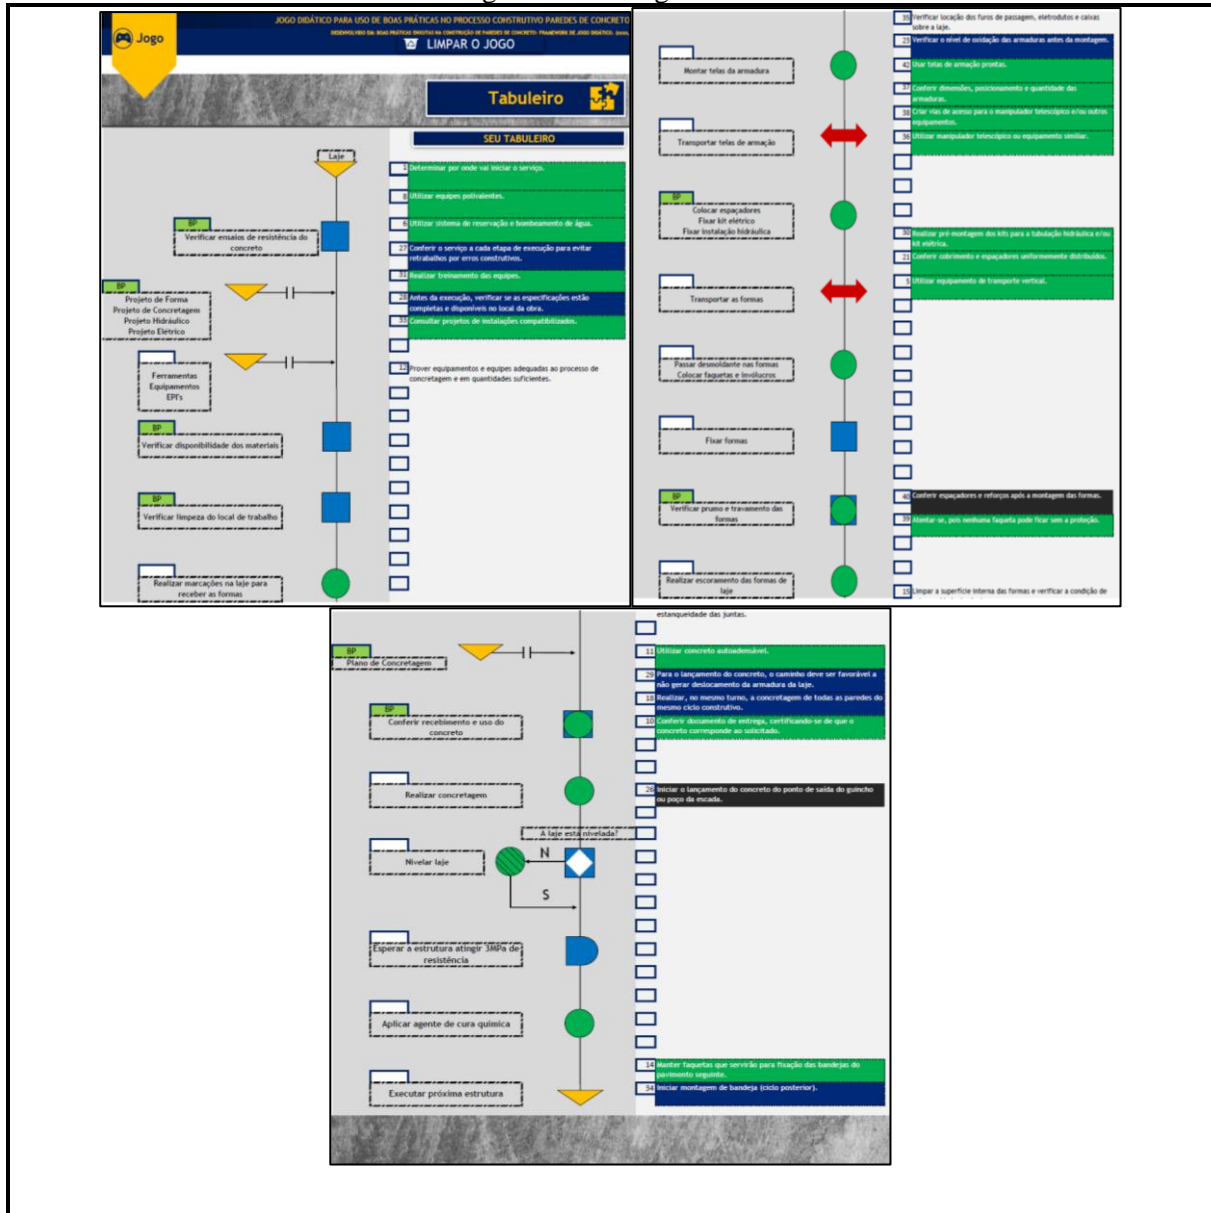 JOGO DIDÁTICO PARA USO DE BOAS PRÁTICAS NO PROCESSO CONSTRUTIVO PAREDES DE CONCRETO
Jogo
LIMPAR O JOGO
Tabuleiro
SEU TABULEIRO
Laje
1 Determinar por onde vai iniciar o serviço.
8 Utilizar equipes polivalentes.
BP
6 Utilizar sistema de reservação e bombeamento de água.
Verificar ensaios de resistência do
concreto
27 Conferir o serviço a cada etapa de execução para evitar
retrabalhos por erros construtivos.
31 Realizar treinamento das equipes.
BP
Projeto de Forma
Projeto de Concretagem
Projeto Hidráulico
Projeto Elétrico
28 Antes da execução, verificar se as especificações estão
completas e disponíveis no local da obra.
33 Consultar projetos de instalações compatibilizados.
Ferramentas
Equipamentos
EPI's
12 Prover equipamentos e equipes adequadas ao processo de
concretagem e em quantidades suficientes.
BP
Verificar disponibilidade dos materiais
BP
Verificar limpeza do local de trabalho
Realizar marcações na laje para
receber as formas
35 Verificar locação dos furos de passagem, eletrodutos e caixas
sobre a laje.
23 Verificar o nível de oxidação das armaduras antes da montagem.
Montar telas da armadura
42 Usar telas de armação prontas.
37 Conferir dimensões, posicionamento e quantidade das
armaduras.
38 Criar vias de acesso para o manipulador telescópico e/ou outros
equipamentos.
Transportar telas de armação
36 Utilizar manipulador telescópico ou equipamento similiar.
BP
Colocar espaçadores
Fixar kit elétrico
Fixar instalação hidráulica
30 Realizar pré-montagem dos kits para a tubulação hidráulica e/ou
kit elétrica.
21 Conferir cobrimento e espaçadores uniformemente distribuídos.
5 Utilizar equipamento de transporte vertical.
Transportar as formas
Passar desmoldante nas formas
Colocar faquetas e invólucros
Fixar formas
BP
Verificar prumo e travamento das
formas
40 Conferir espaçadores e reforços após a montagem das formas.
39 Atentar-se, pois nenhuma faqueta pode ficar sem a proteção.
Realizar escoramento das formas de
laje
15 Limpar a superfície interna das formas e verificar a condição de
estanqueidade das juntas.
BP
Plano de Concretagem
11 Utilizar concreto autoadensável.
29 Para o lançamento do concreto, o caminho deve ser favorável a
não gerar deslocamento da armadura da laje.
18 Realizar, no mesmo turno, a concretagem de todas as paredes do
mesmo ciclo construtivo.
BP
Conferir recebimento e uso do
concreto
10 Conferir documento de entrega, certificando-se de que o
concreto corresponde ao solicitado.
Realizar concretagem
26 Iniciar o lançamento do concreto do ponto de saída do guincho
ou poço da escada.
A laje está nivelada?
Nivelar laje
N
S
Esperar a estrutura atingir 3MPa de
resistência
Aplicar agente de cura química
14 Manter faquetas que servirão para fixação das bandejas do
pavimento seguinte.
34 Iniciar montagem de bandeja (ciclo posterior).
Executar próxima estrutura